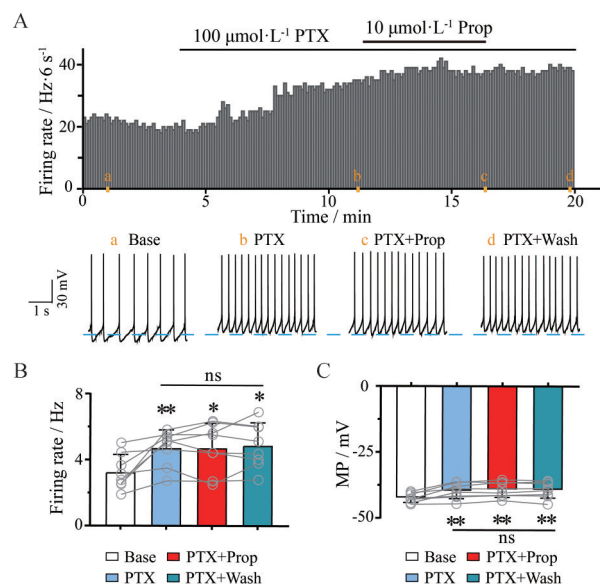 A
100 μmol·L⁻¹ PTX
10 μmol·L⁻¹ Prop
Firing rate / Hz·6 s⁻¹
60
40
20
0
a
b
c
d
0
5
10
15
20
Time / min
a Base
b PTX
c PTX+Prop
d PTX+Wash
1 s
30 mV
B
ns
Firing rate / Hz
8
4
0
**
*
*
Base
PTX+Prop
PTX
PTX+Wash
C
MP / mV
0
-25
-50
**
**
**
ns
Base
PTX+Prop
PTX
PTX+Wash